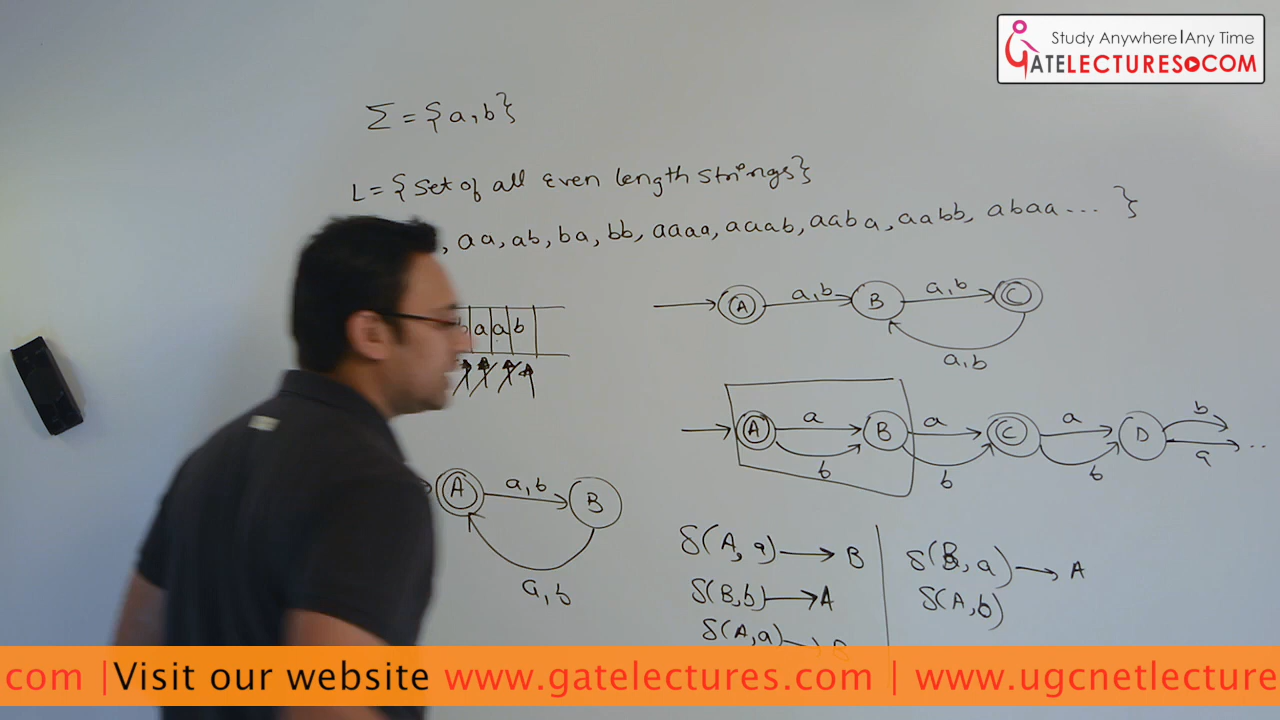 Study Anywhere|Any Time
GATELECTURES.COM
Σ = {a, b}
L = {Set of all Even length Strings}
, aa, ab, ba, bb, aaaa, aaab, aaba, aabb, abaa ... }
A a,b B a,b C
a,b
b a a b
A a B a C a D b
b b b a ...
A a,b B
a,b
δ(A, a) → B
δ(B, b) → A
δ(A, a) →
δ(B, a) → A
δ(A, b)
com | Visit our website www.gatelectures.com | www.ugcnetlecture